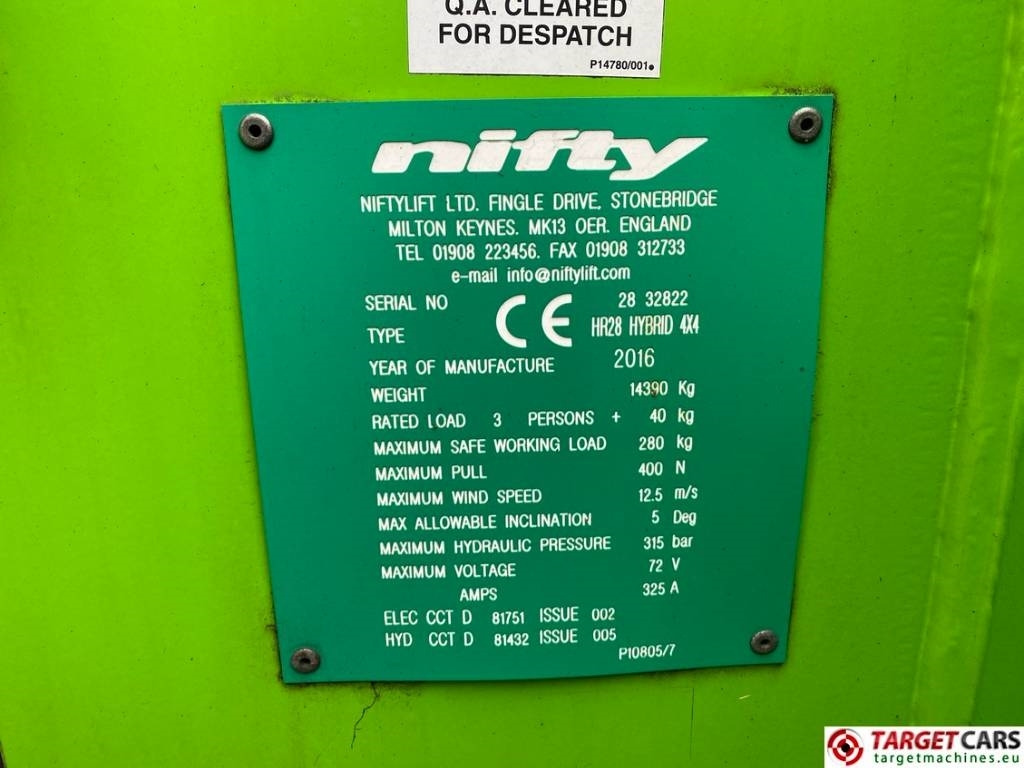 Q.A. CLEARED
FOR DESPATCH
P14780/001
nifty
NIFTYLIFT LTD. FINGLE DRIVE, STONEBRIDGE
MILTON KEYNES. MK13 OER. ENGLAND
TEL 01908 223456. FAX 01908 312733
e-mail info@niftylift.com
SERIAL NO 28 32822
CE
TYPE HR28 HYBRID 4X4
YEAR OF MANUFACTURE 2016
WEIGHT 14390 Kg
RATED LOAD 3 PERSONS + 40 kg
MAXIMUM SAFE WORKING LOAD 280 kg
MAXIMUM PULL 400 N
MAXIMUM WIND SPEED 12.5 m/s
MAX ALLOWABLE INCLINATION 5 Deg
MAXIMUM HYDRAULIC PRESSURE 315 bar
MAXIMUM VOLTAGE 72 V
AMPS 325 A
ELEC CCT D 81751 ISSUE 002
HYD CCT D 81432 ISSUE 005
P10805/7
TARGETCARS
targetmachines.eu